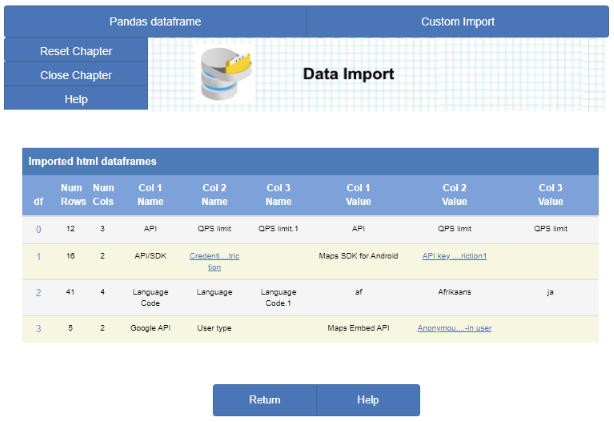 Pandas dataframe Custom Import
Reset Chapter
Close Chapter
Help
Data Import
Imported html dataframes
df Num Rows Num Cols Col 1 Name Col 2 Name Col 3 Name Col 1 Value Col 2 Value Col 3 Value
0 12 3 API QPS limit QPS limit.1 API QPS limit QPS limit
1 16 2 API/SDK Credenti....tric tion Maps SDK for Android API key ....riction1
2 41 4 Language Code Language Language Code.1 af Afrikaans ja
3 5 2 Google API User type Maps Embed API Anonymou....-in user
Return Help